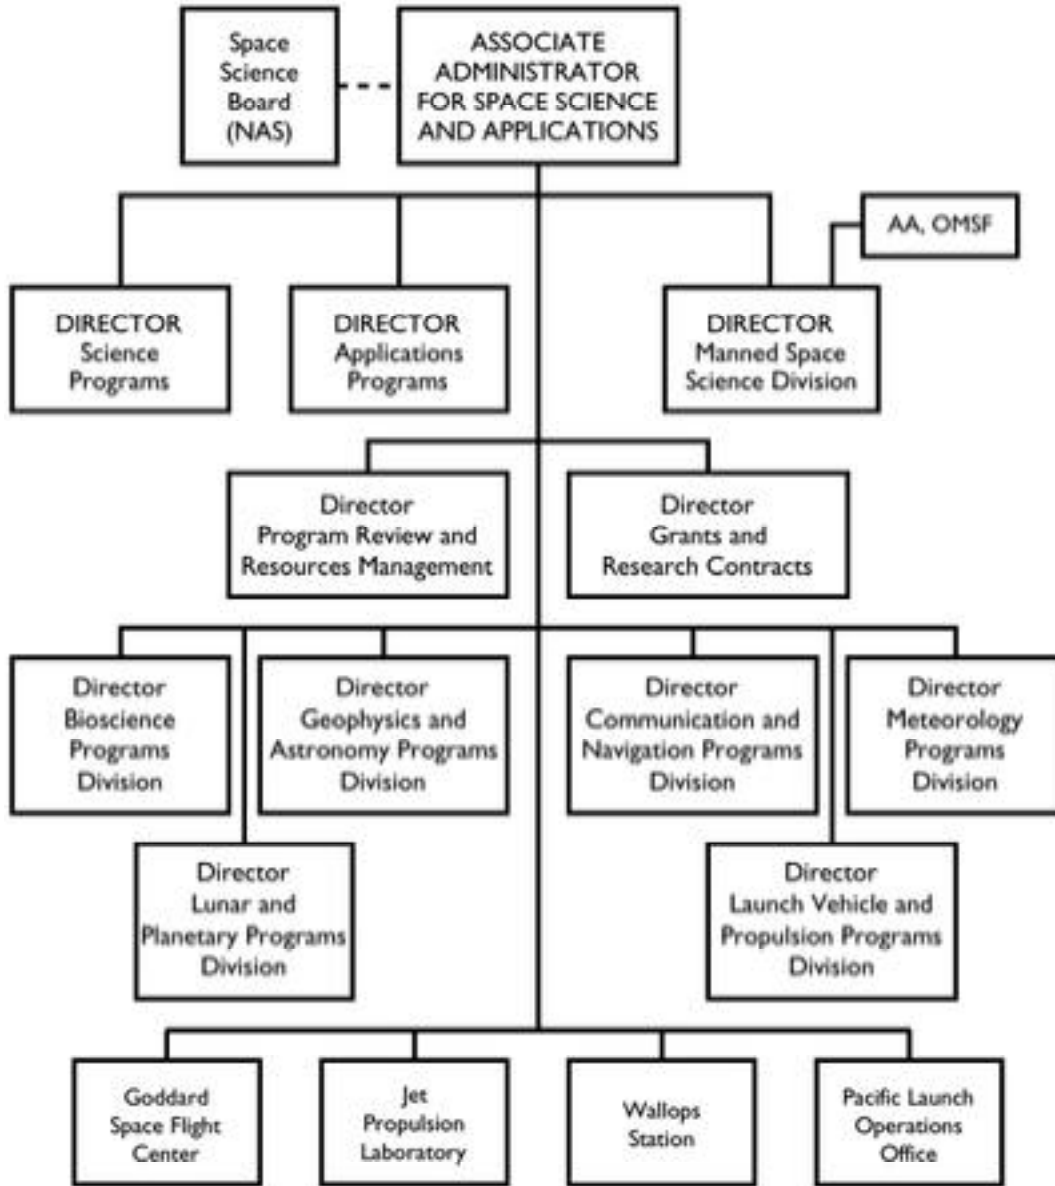 Space
Science
Board
(NAS)
ASSOCIATE
ADMINISTRATOR
FOR SPACE SCIENCE
AND APPLICATIONS
AA, OMSF
DIRECTOR
Science
Programs
DIRECTOR
Applications
Programs
DIRECTOR
Manned Space
Science Division
Director
Program Review and
Resources Management
Director
Grants and
Research Contracts
Director
Bioscience
Programs
Division
Director
Geophysics and
Astronomy Programs
Division
Director
Communication and
Navigation Programs
Division
Director
Meteorology
Programs
Division
Director
Lunar and
Planetary Programs
Division
Director
Launch Vehicle and
Propulsion Programs
Division
Goddard
Space Flight
Center
Jet
Propulsion
Laboratory
Wallops
Station
Pacific Launch
Operations
Office